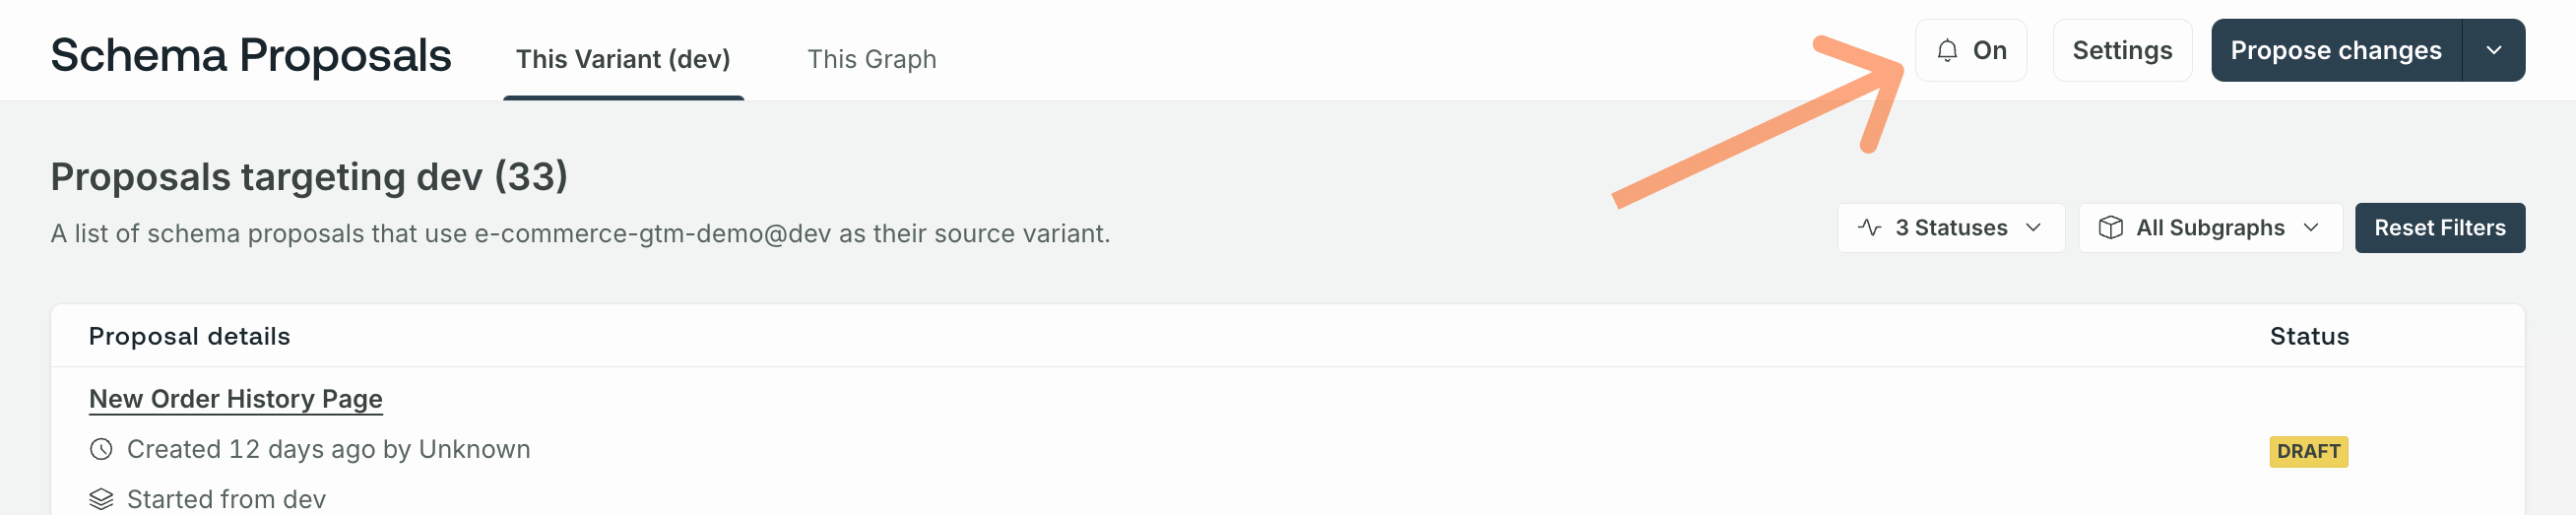 Schema Proposals
This Variant (dev)
This Graph
On
Settings
Propose changes
Proposals targeting dev (33)
A list of schema proposals that use e-commerce-gtm-demo@dev as their source variant.
3 Statuses
All Subgraphs
Reset Filters
Proposal details
Status
New Order History Page
Created 12 days ago by Unknown
DRAFT
Started from dev